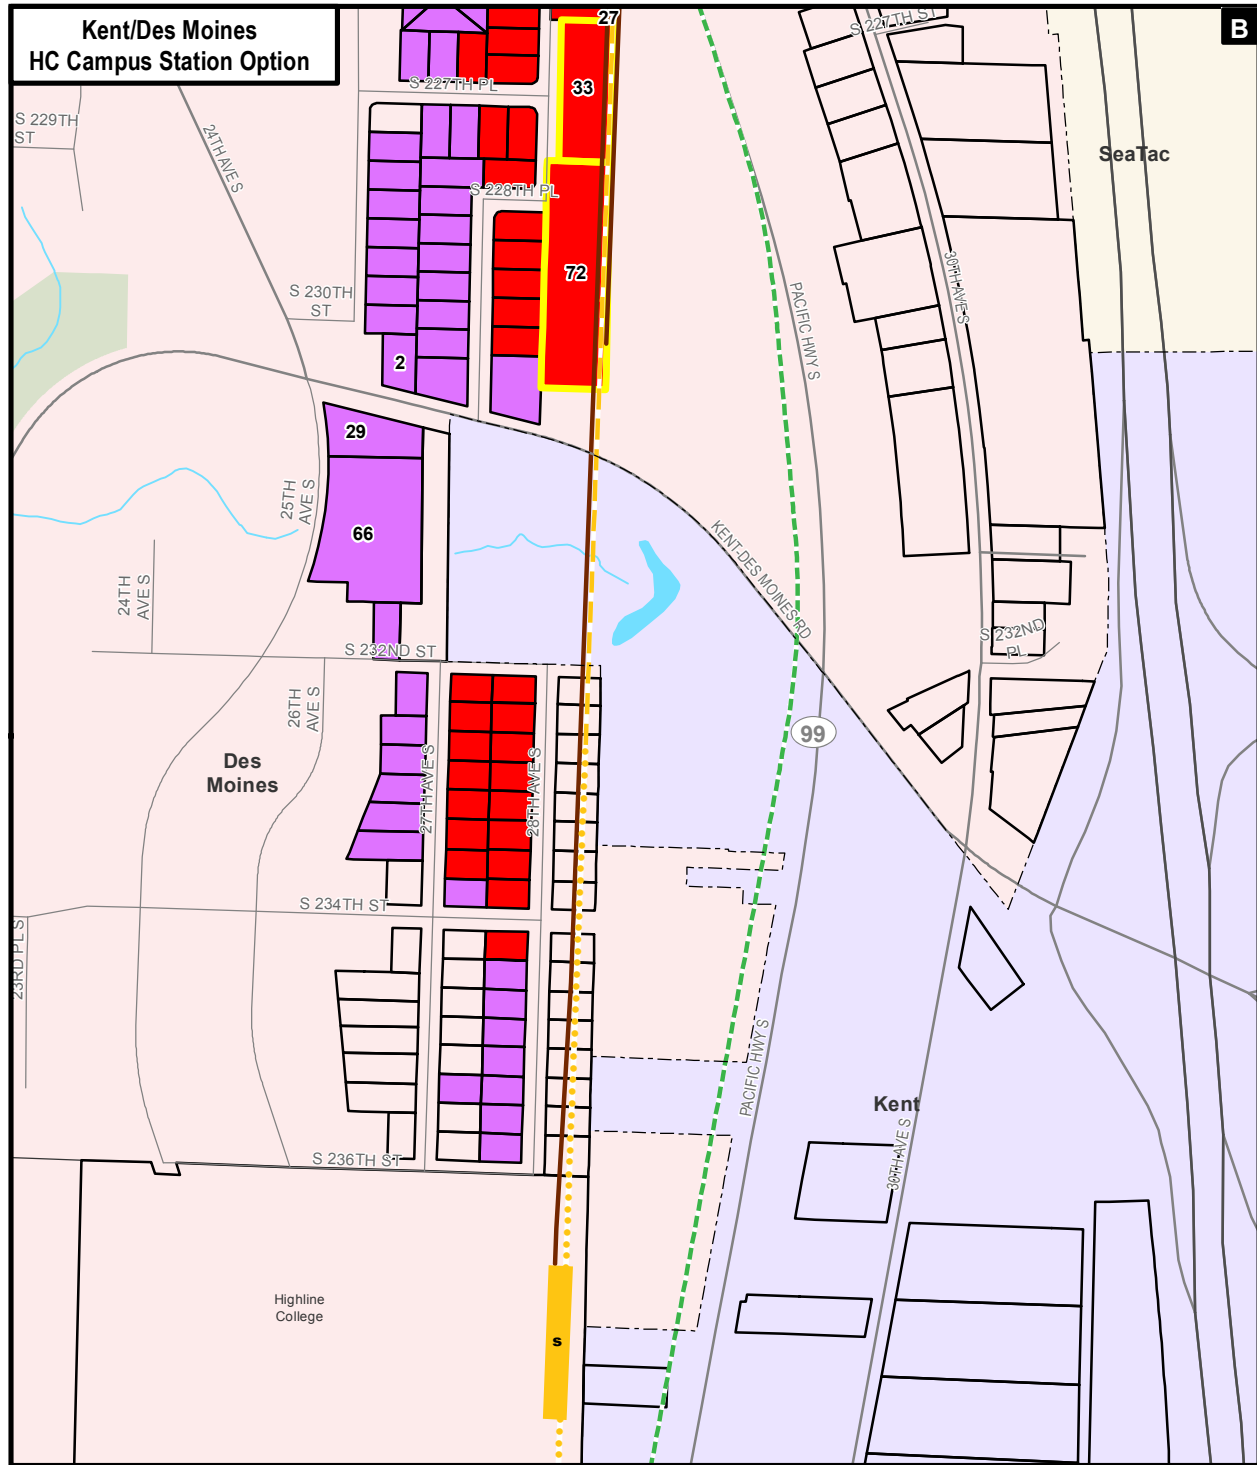 Kent/Des Moines
HC Campus Station Option
27
S 227TH ST
B
33
S 227TH PL
S 229TH
ST
24TH AVE S
SeaTac
S 228TH PL
72
30TH AVE S
S 230TH
ST
PACIFIC HWY S
2
29
25TH
AVE S
66
KENT-DES MOINES RD
24TH
AVE S
S 232ND ST
S 232ND
PL
26TH
AVE S
99
Des
Moines
27TH AVE S
28TH AVE S
S 234TH ST
23RD PL S
PACIFIC HWY S
Kent
30TH AVE S
S 236TH ST
Highline
College
s